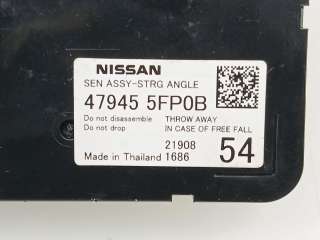 NISSAN
SEN ASSY-STRG ANGLE
47945 5FP0B
Do not disassemble THROW AWAY
Do not drop IN CASE OF FREE FALL
21908
Made in Thailand 1686 54